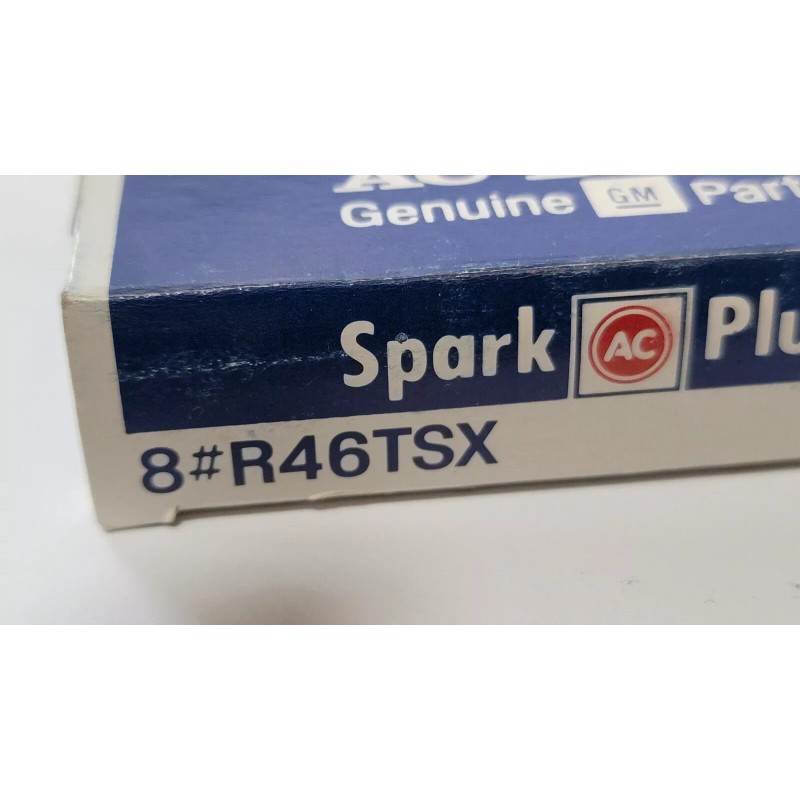 Genuine GM Part
Spark AC Plu
8#R46TSX